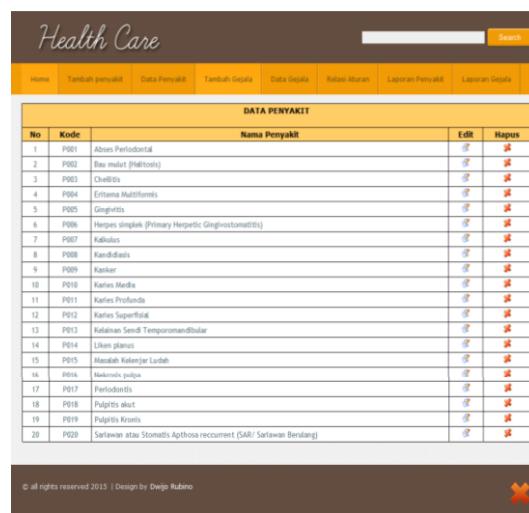 Health Care
Search
Home Tambah penyakit Data Penyakit Tambah Gejala Data Gejala Relasi Aturan Laporan Penyakit Laporan Gejala
DATA PENYAKIT
No Kode Nama Penyakit Edit Hapus
1 P001 Abses Periodontal
2 P002 Bau mulut (Halitosis)
3 P003 Cheilitis
4 P004 Eritema Multiformis
5 P005 Gingivitis
6 P006 Herpes simplek (Primary Herpetic Gingivostomatitis)
7 P007 Kalkulus
8 P008 Kandidiasis
9 P009 Kanker
10 P010 Karies Media
11 P011 Karies Profunda
12 P012 Karies Superfisial
13 P013 Kelainan Sendi Temporomandibular
14 P014 Liken planus
15 P015 Masalah Kelenjar Ludah
16 P016 Nekrosis pulpa
17 P017 Periodontis
18 P018 Pulpitis akut
19 P019 Pulpitis Kronis
20 P020 Sariawan atau Stomatis Apthosa reccurrent (SAR/ Sariawan Berulang)
© all rights reserved 2015 | Design by Dwijo Rubino